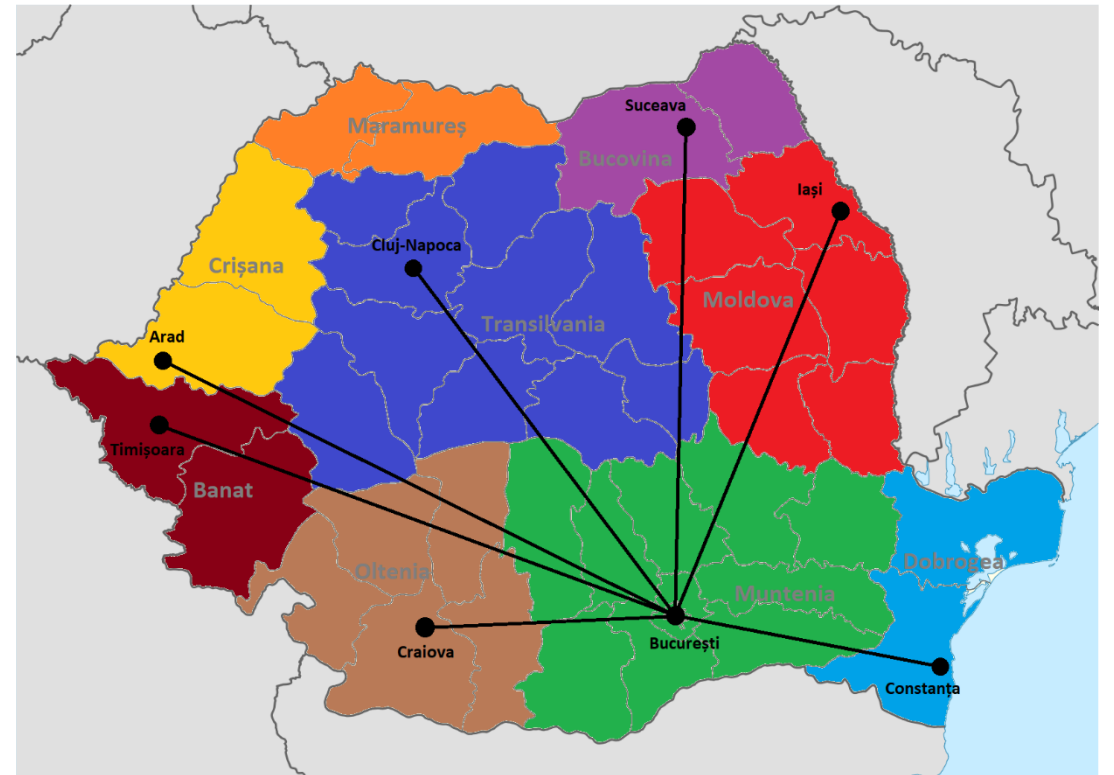 Suceava
Maramureș
Bucovina
Iași
Cluj-Napoca
Crișana
Moldova
Transilvania
Arad
Timișoara
Banat
Dobrogea
Oltenia
Muntenia
București
Craiova
Constanța